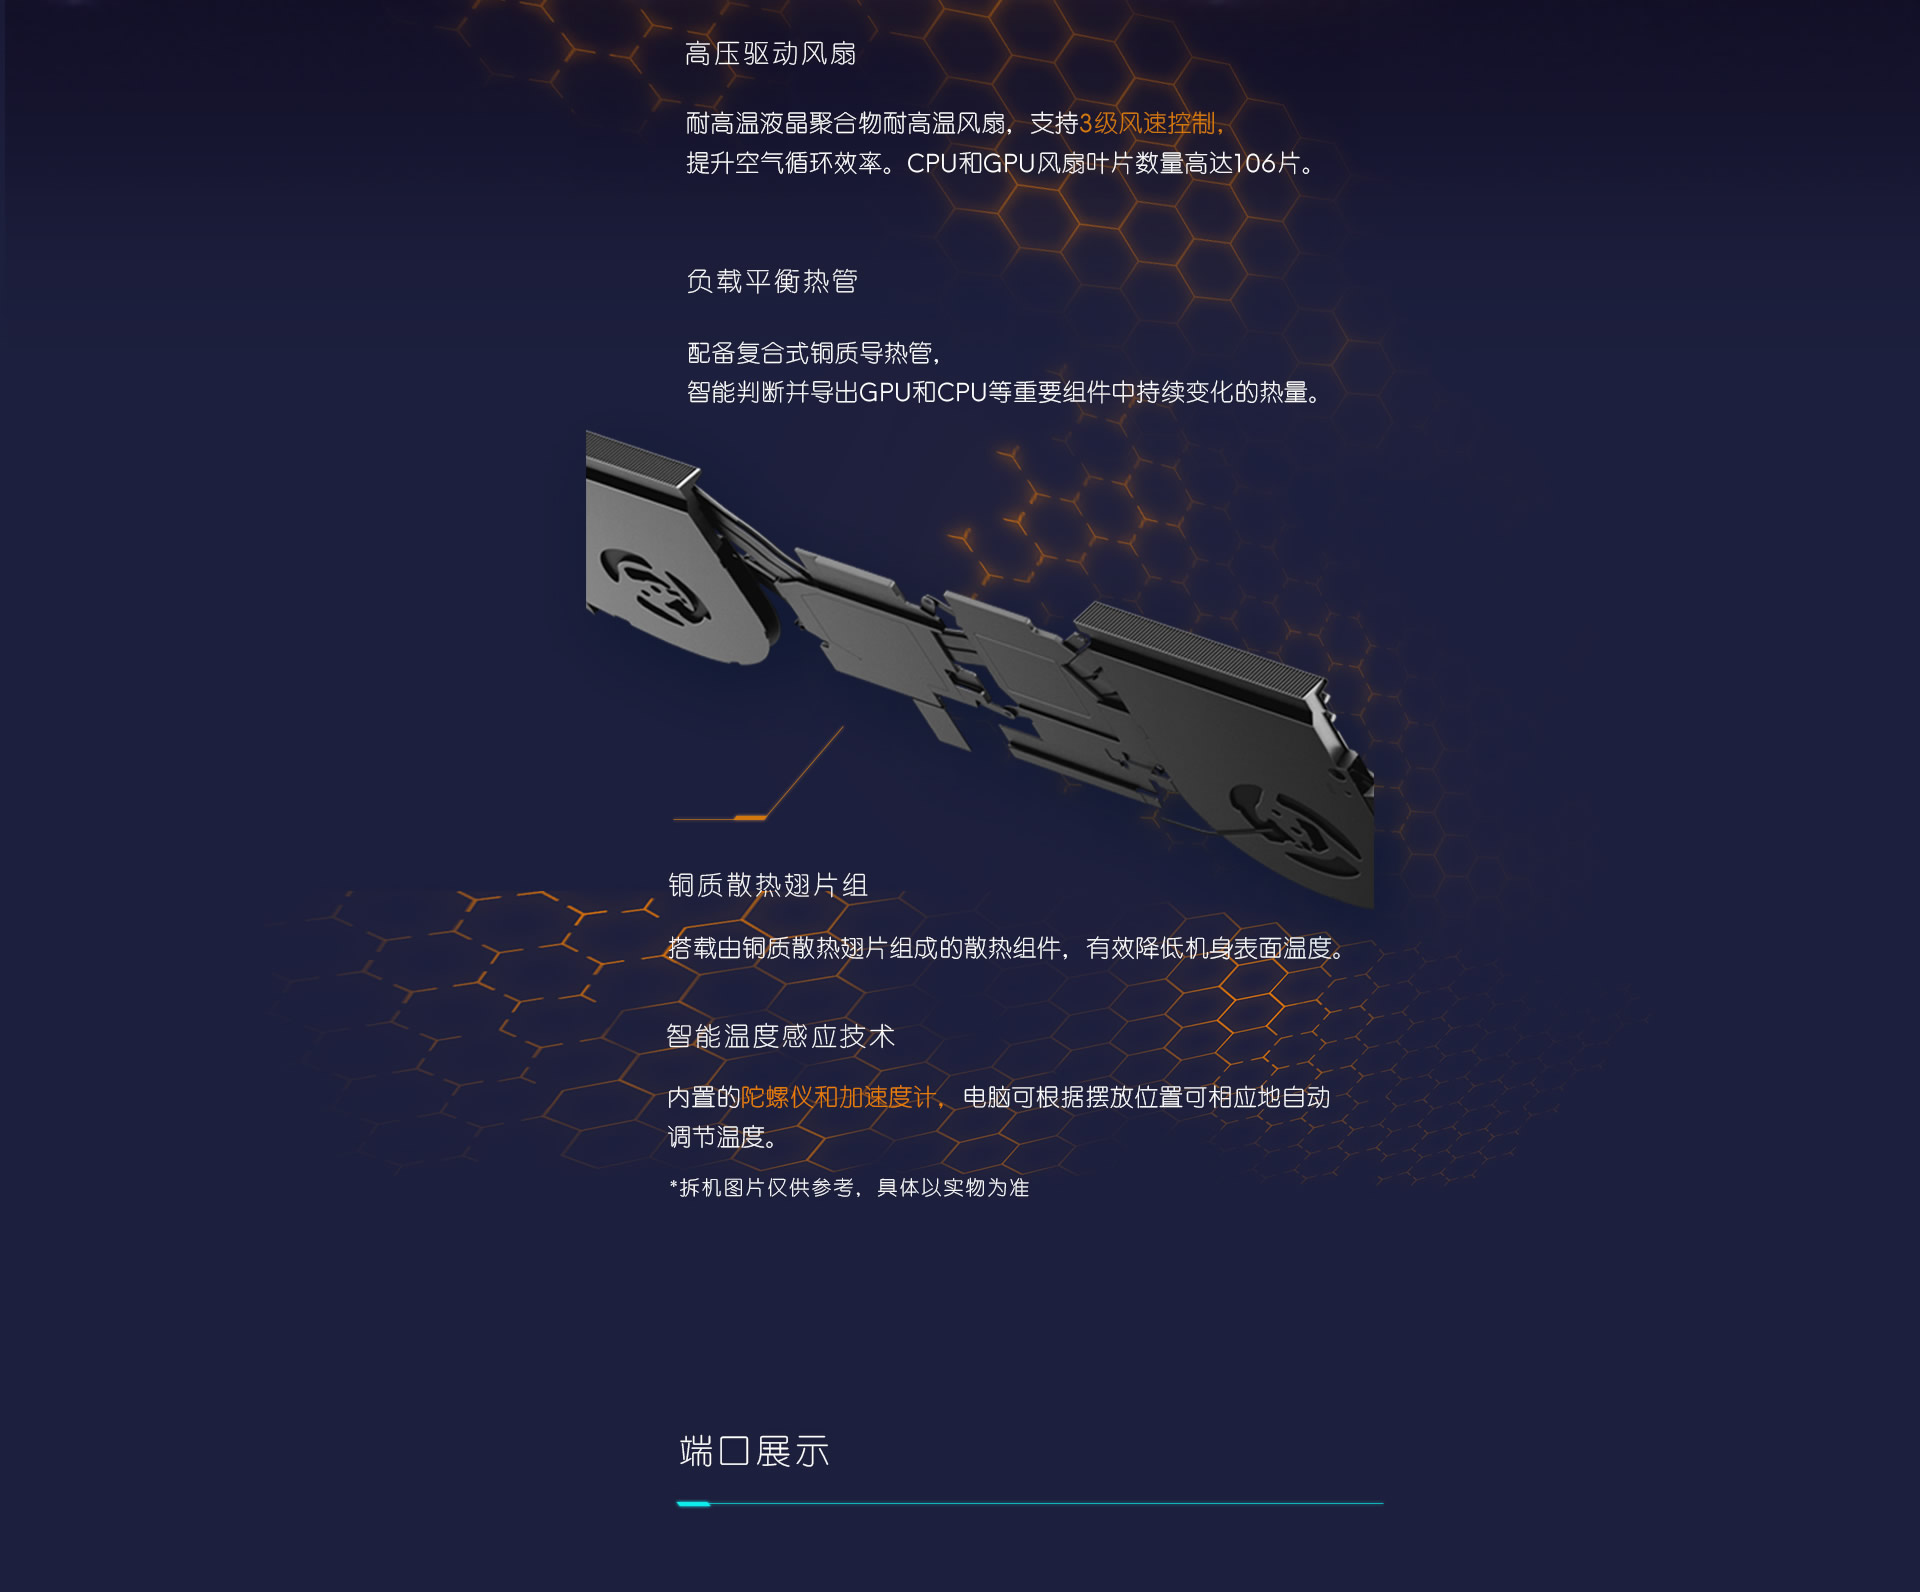 高压驱动风扇
耐高温液晶聚合物耐高温风扇，支持3级风速控制，
提升空气循环效率。CPU和GPU风扇叶片数量高达106片。
负载平衡热管
配备复合式铜质导热管，
智能判断并导出GPU和CPU等重要组件中持续变化的热量。
铜质散热翅片组
搭载由铜质散热翅片组成的散热组件，有效降低机身表面温度。
智能温度感应技术
内置的陀螺仪和加速度计，电脑可根据摆放位置可相应地自动
调节温度。
*拆机图片仅供参考，具体以实物为准
端口展示